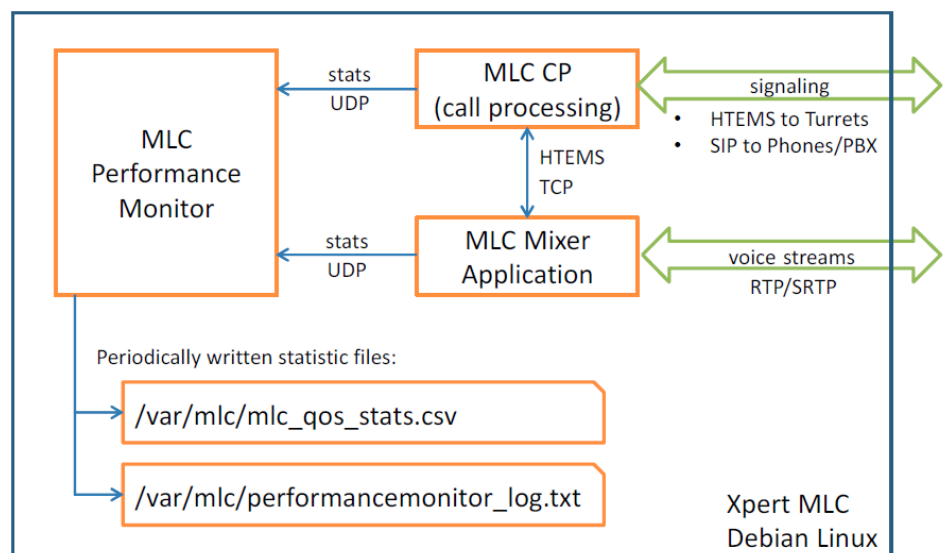 MLC
Performance
Monitor
stats
UDP
MLC CP
(call processing)
signaling
• HTEMS to Turrets
• SIP to Phones/PBX
HTEMS
TCP
stats
UDP
MLC Mixer
Application
voice streams
RTP/SRTP
Periodically written statistic files:
/var/mlc/mlc_qos_stats.csv
/var/mlc/performancemonitor_log.txt
Xpert MLC
Debian Linux